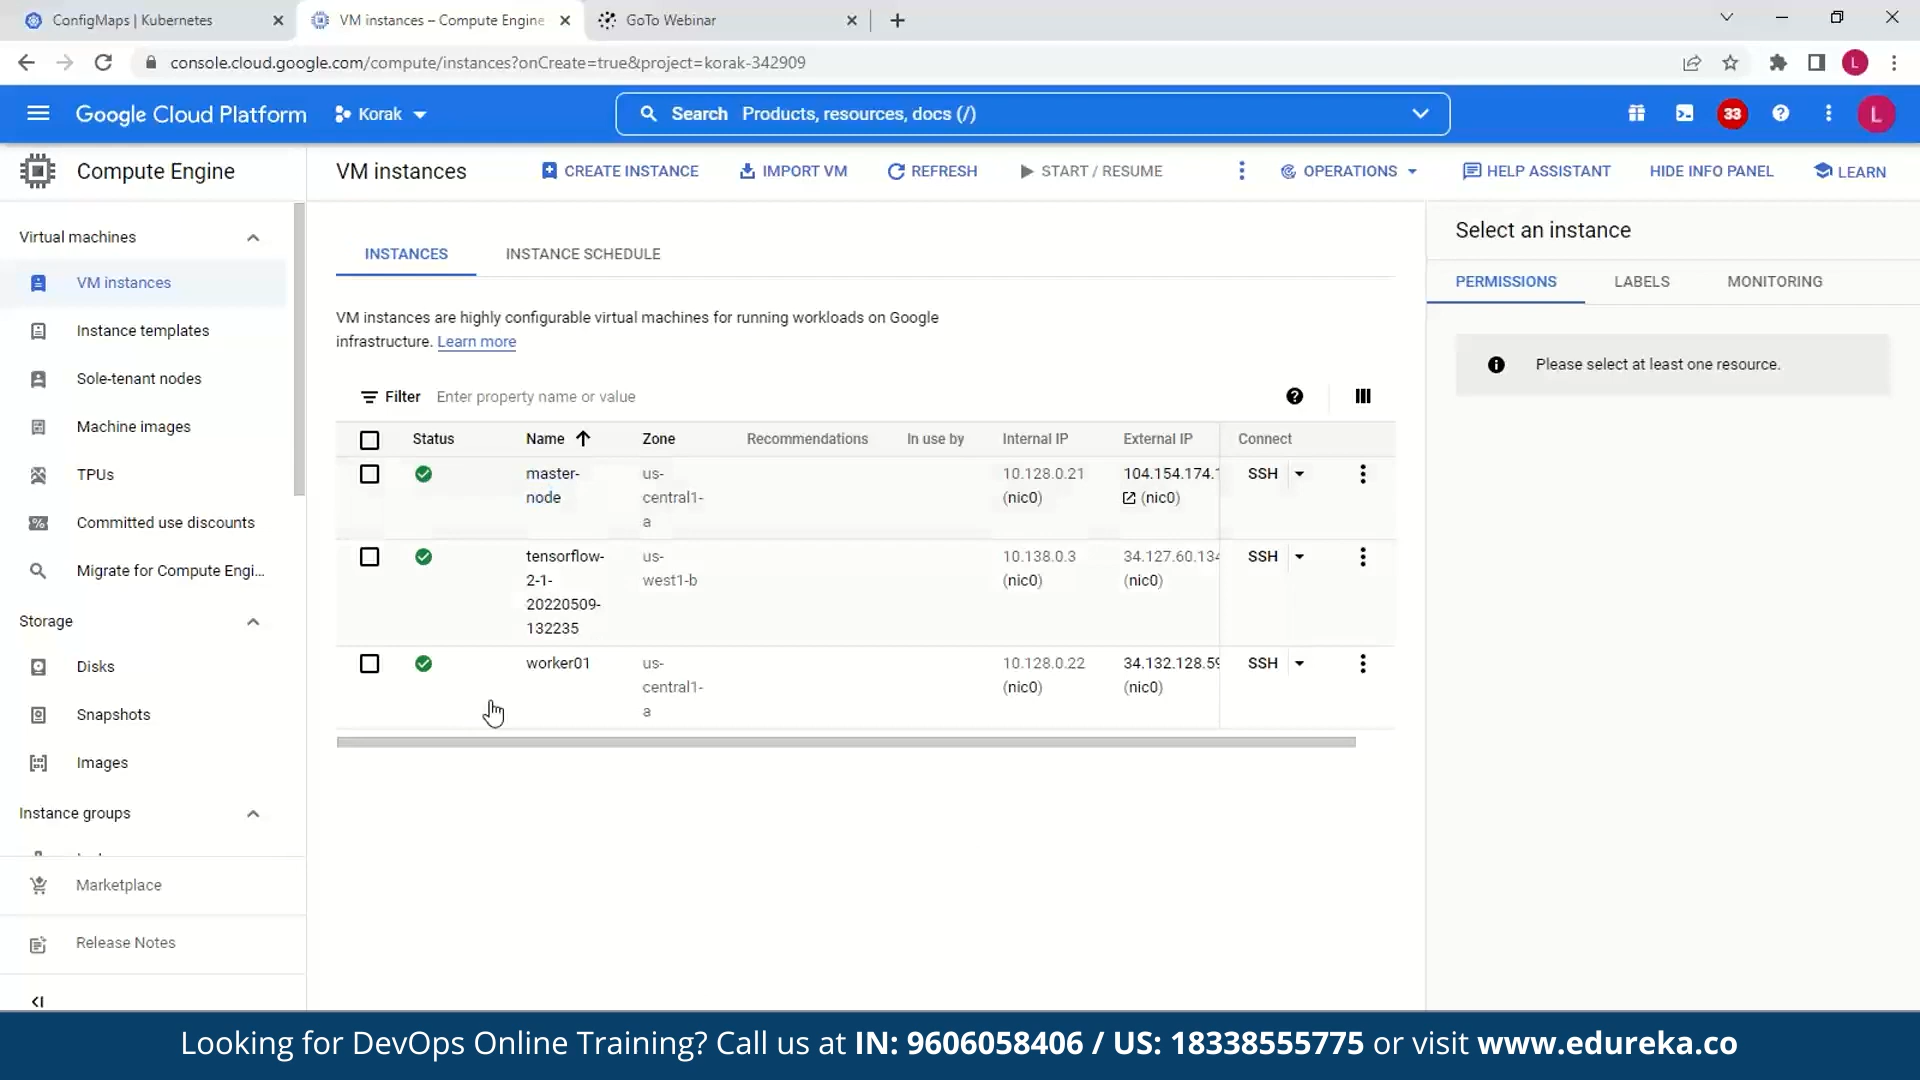 ConfigMaps | Kubernetes
VM instances – Compute Engine
GoTo Webinar
console.cloud.google.com/compute/instances?onCreate=true&project=korak-342909
L
Google Cloud Platform
Korak
Search Products, resources, docs (/)
33
L
Compute Engine
VM instances
CREATE INSTANCE
IMPORT VM
REFRESH
START / RESUME
OPERATIONS
HELP ASSISTANT
HIDE INFO PANEL
LEARN
Virtual machines
VM instances
Instance templates
Sole-tenant nodes
Machine images
TPUs
Committed use discounts
Migrate for Compute Engi...
Storage
Disks
Snapshots
Images
Instance groups
Marketplace
Release Notes
INSTANCES
INSTANCE SCHEDULE
VM instances are highly configurable virtual machines for running workloads on Google
infrastructure. Learn more
Filter Enter property name or value
Status Name Zone Recommendations In use by Internal IP External IP Connect
master- us- 10.128.0.21 104.154.174. SSH
node central1- (nic0) (nic0)
a
tensorflow- us- 10.138.0.3 34.127.60.134 SSH
2-1- west1-b (nic0) (nic0)
20220509-
132235
worker01 us- 10.128.0.22 34.132.128.59 SSH
central1- (nic0) (nic0)
a
Select an instance
PERMISSIONS
LABELS
MONITORING
Please select at least one resource.
Looking for DevOps Online Training? Call us at IN: 9606058406 / US: 18338555775 or visit www.edureka.co